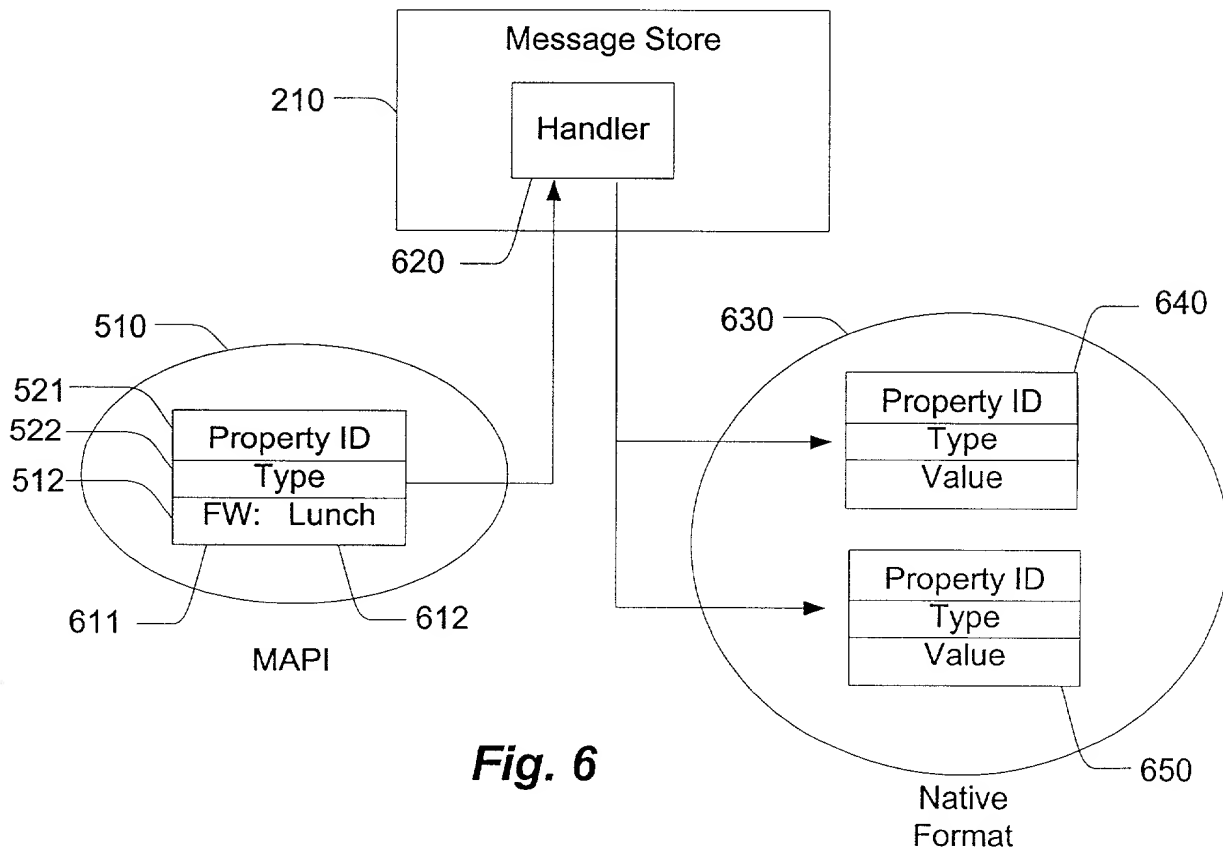 Message Store
210
Handler
620
510
630
640
521
522
512
Property ID
Type
FW: Lunch
611
612
MAPI
Property ID
Type
Value
Property ID
Type
Value
650
Native
Format
Fig. 6